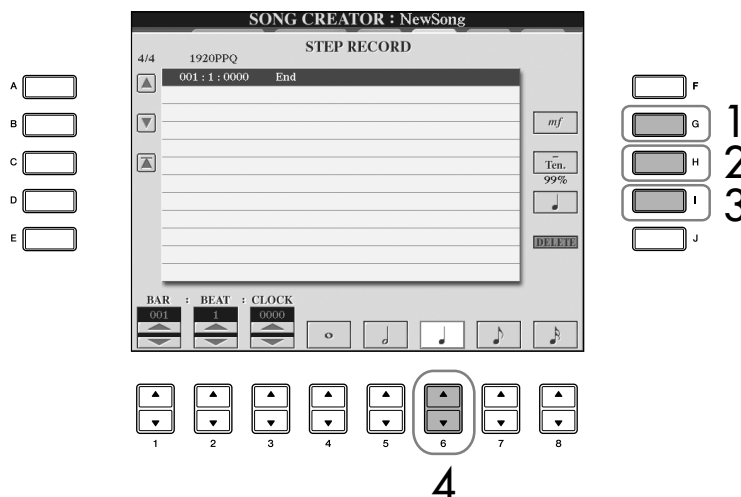 SONG CREATOR : NewSong
STEP RECORD
4/4 1920PPQ
001 : 1 : 0000 End
A
B
C
D
E
F
G 1
H 2
I 3
J
mf
Ten.
99%
DELETE
BAR : BEAT : CLOCK
001 1 0000
1 2 3 4 5 6 7 8
4